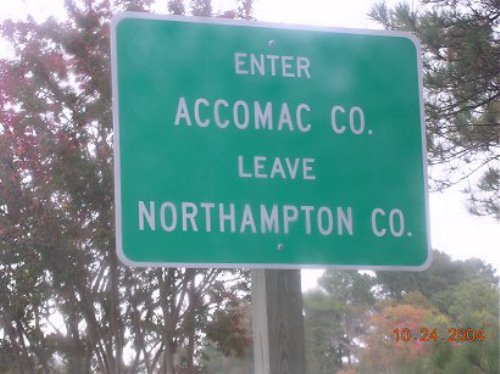 ENTER
ACCOMAC CO.
LEAVE
NORTHAMPTON CO.
10.24.2004